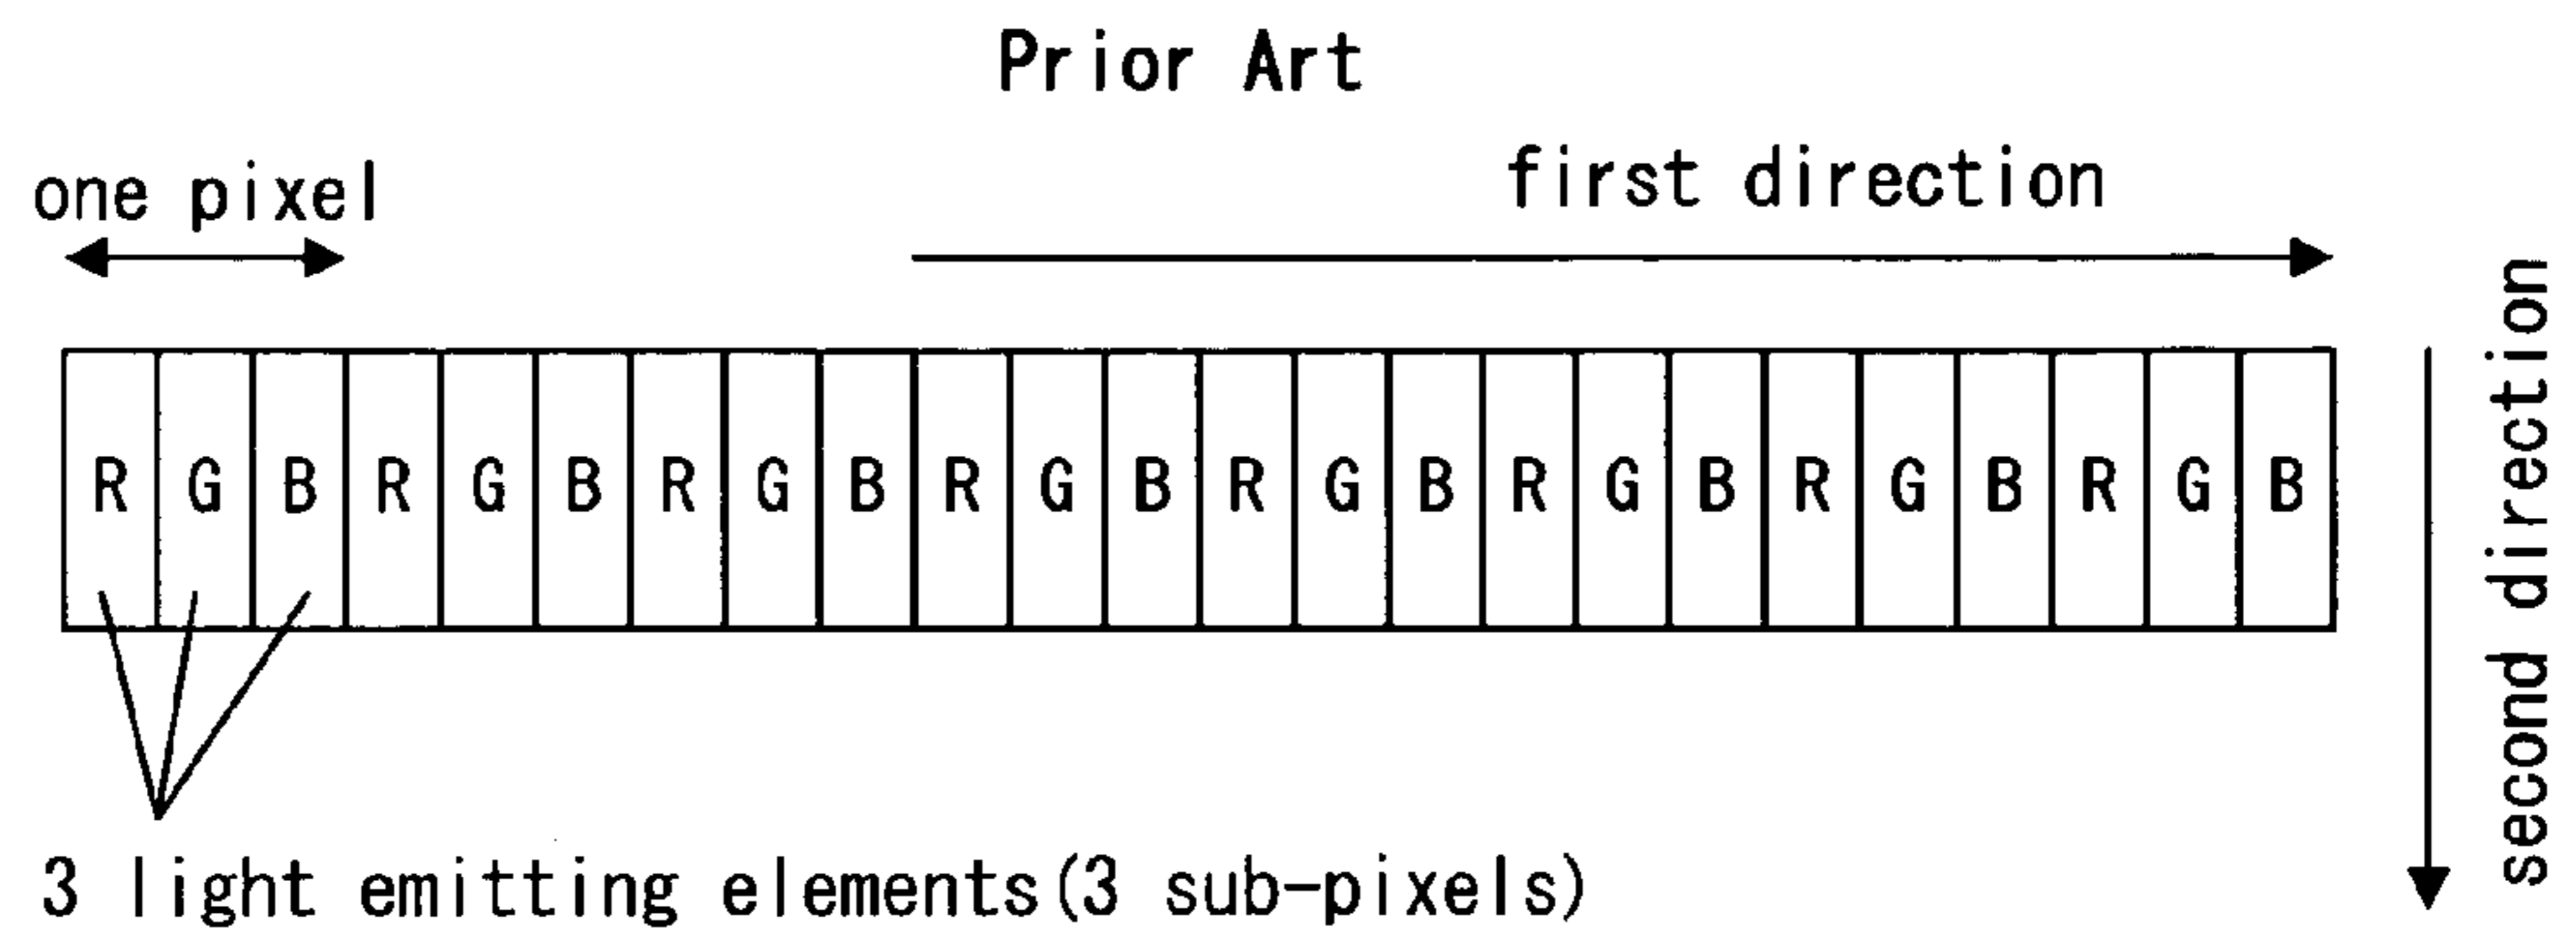 Prior Art
one pixel
first direction
R G B R G B R G B R G B R G B R G B R G B R G B
second direction
3 light emitting elements(3 sub-pixels)